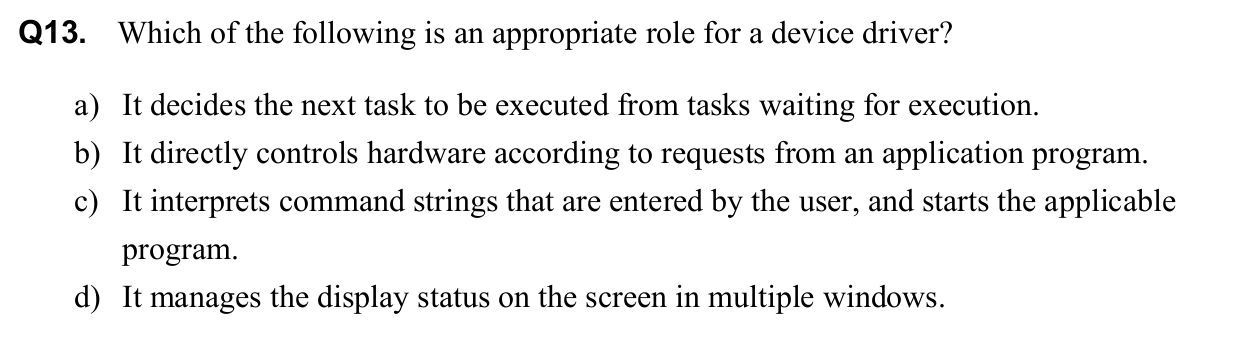 Q13. Which of the following is an appropriate role for a device driver?
a) It decides the next task to be executed from tasks waiting for execution.
b) It directly controls hardware according to requests from an application program.
c) It interprets command strings that are entered by the user, and starts the applicable
program.
d) It manages the display status on the screen in multiple windows.